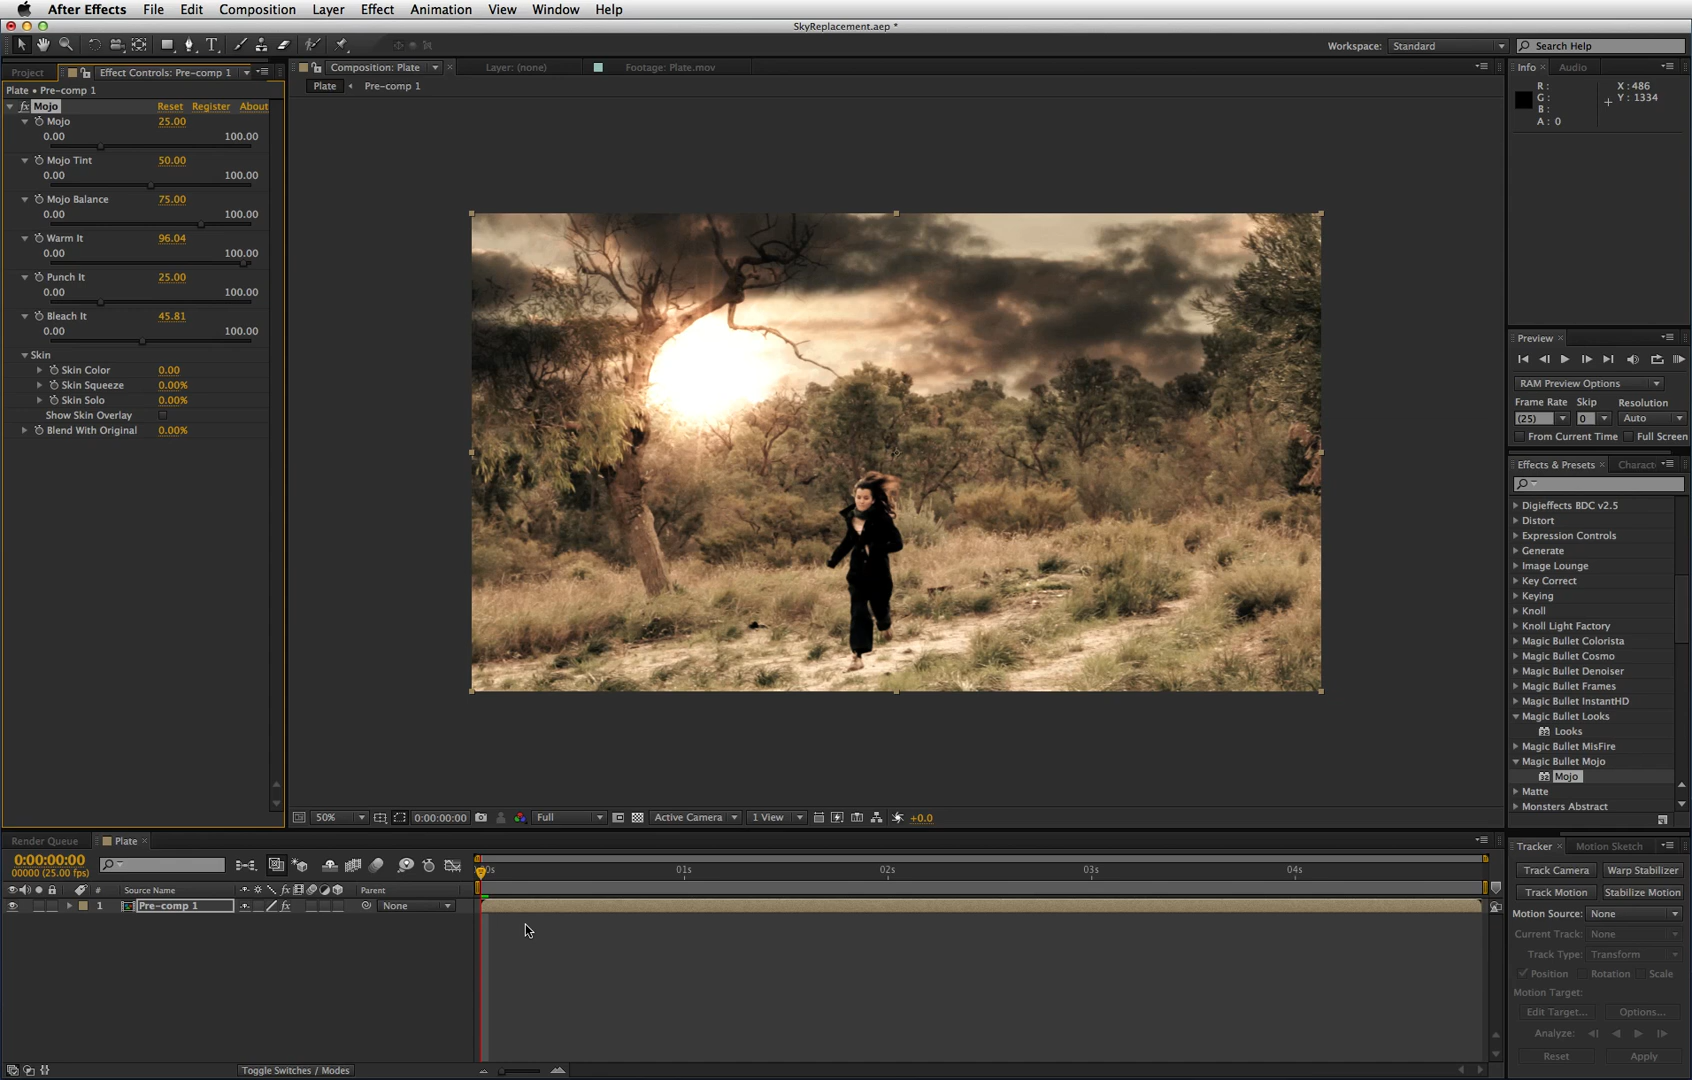 After Effects File Edit Composition Layer Effect Animation View Window Help
SkyReplacement.aep *
Workspace: Standard Search Help
Project Effect Controls: Pre-comp 1
Plate • Pre-comp 1
fx Mojo Reset Register About
Mojo 25.00
0.00 100.00
Mojo Tint 50.00
0.00 100.00
Mojo Balance 75.00
0.00 100.00
Warm It 96.04
0.00 100.00
Punch It 25.00
0.00 100.00
Bleach It 45.81
0.00 100.00
Skin
Skin Color 0.00
Skin Squeeze 0.00%
Skin Solo 0.00%
Show Skin Overlay
Blend With Original 0.00%
Composition: Plate Layer: (none) Footage: Plate.mov
Plate Pre-comp 1
50% 0:00:00:00 Full Active Camera 1 View +0.0
Info Audio
R: X: 486
G: Y: 1334
B:
A: 0
Preview
RAM Preview Options
Frame Rate Skip Resolution
(25) 0 Auto
From Current Time Full Screen
Effects & Presets Charact
Digieffects BDC v2.5
Distort
Expression Controls
Generate
Image Lounge
Key Correct
Keying
Knoll
Knoll Light Factory
Magic Bullet Colorista
Magic Bullet Cosmo
Magic Bullet Denoiser
Magic Bullet Frames
Magic Bullet InstantHD
Magic Bullet Looks
Looks
Magic Bullet MisFire
Magic Bullet Mojo
Mojo
Matte
Monsters Abstract
Render Queue Plate
0:00:00:00
00000 (25.00 fps)
# Source Name fx Parent
1 Pre-comp 1 fx None
01s 02s 03s 04s
Toggle Switches / Modes
Tracker Motion Sketch
Track Camera Warp Stabilizer
Track Motion Stabilize Motion
Motion Source: None
Current Track: None
Track Type: Transform
Position Rotation Scale
Motion Target:
Edit Target... Options...
Analyze:
Reset Apply